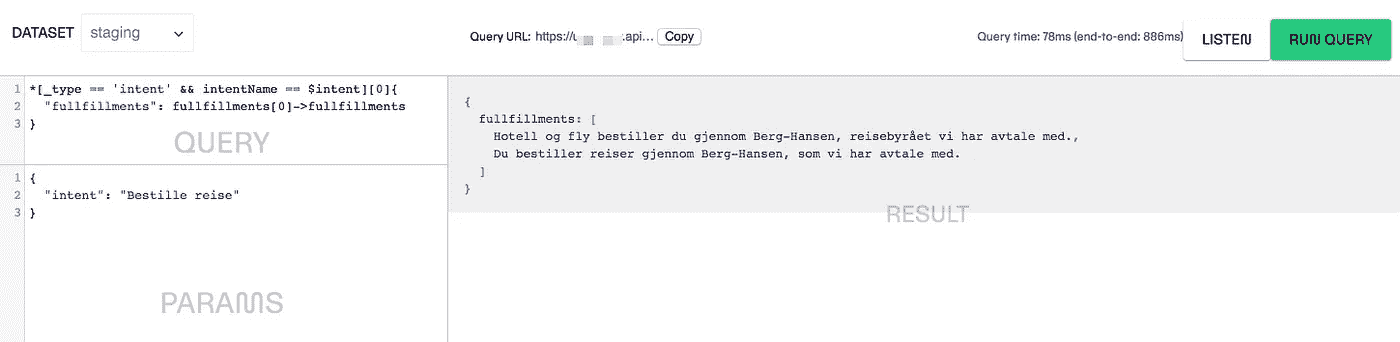 DATASET staging Query URL: https://u .api... Copy Query time: 78ms (end-to-end: 886ms) LISTEN RUN QUERY
1 *[_type == 'intent' && intentName == $intent][0]{
2 "fullfillments": fullfillments[0]->fullfillments
3 }
QUERY
1 {
2 "intent": "Bestille reise"
3 }
PARAMS
{
fullfillments: [
Hotell og fly bestiller du gjennom Berg-Hansen, reisebyrået vi har avtale med.,
Du bestiller reiser gjennom Berg-Hansen, som vi har avtale med.
]
}
RESULT